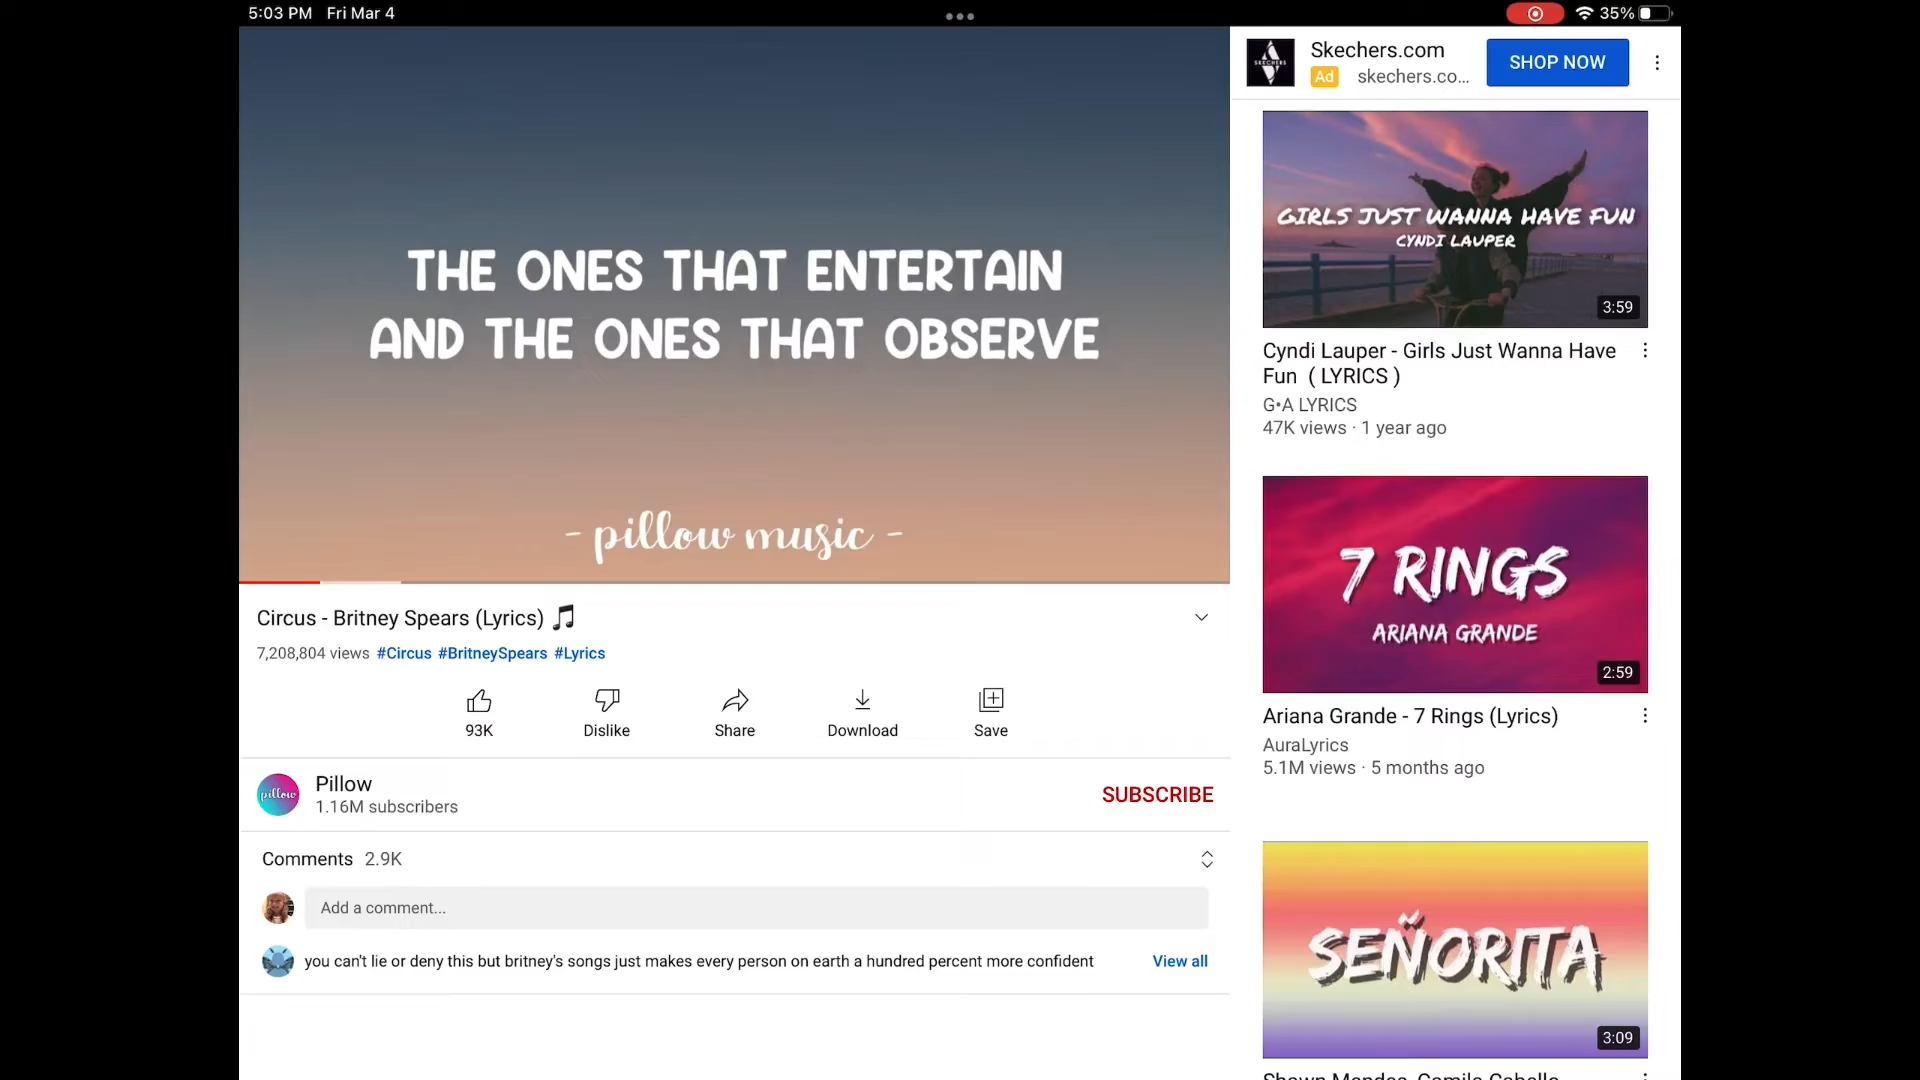 5:03 PM Fri Mar 4
35%
THE ONES THAT ENTERTAIN
AND THE ONES THAT OBSERVE
- pillow music -
Circus - Britney Spears (Lyrics) 🎵
7,208,804 views #Circus #BritneySpears #Lyrics
93K
Dislike
Share
Download
Save
pillow
Pillow
1.16M subscribers
SUBSCRIBE
Comments 2.9K
Add a comment...
you can't lie or deny this but britney's songs just makes every person on earth a hundred percent more confident
View all
SKECHERS
Skechers.com
Ad skechers.co...
SHOP NOW
GIRLS JUST WANNA HAVE FUN
CYNDI LAUPER
3:59
Cyndi Lauper - Girls Just Wanna Have
Fun ( LYRICS )
G•A LYRICS
47K views · 1 year ago
7 RINGS
ARIANA GRANDE
2:59
Ariana Grande - 7 Rings (Lyrics)
AuraLyrics
5.1M views · 5 months ago
SEÑORITA
3:09
Shawn Mendes, Camila Cabello